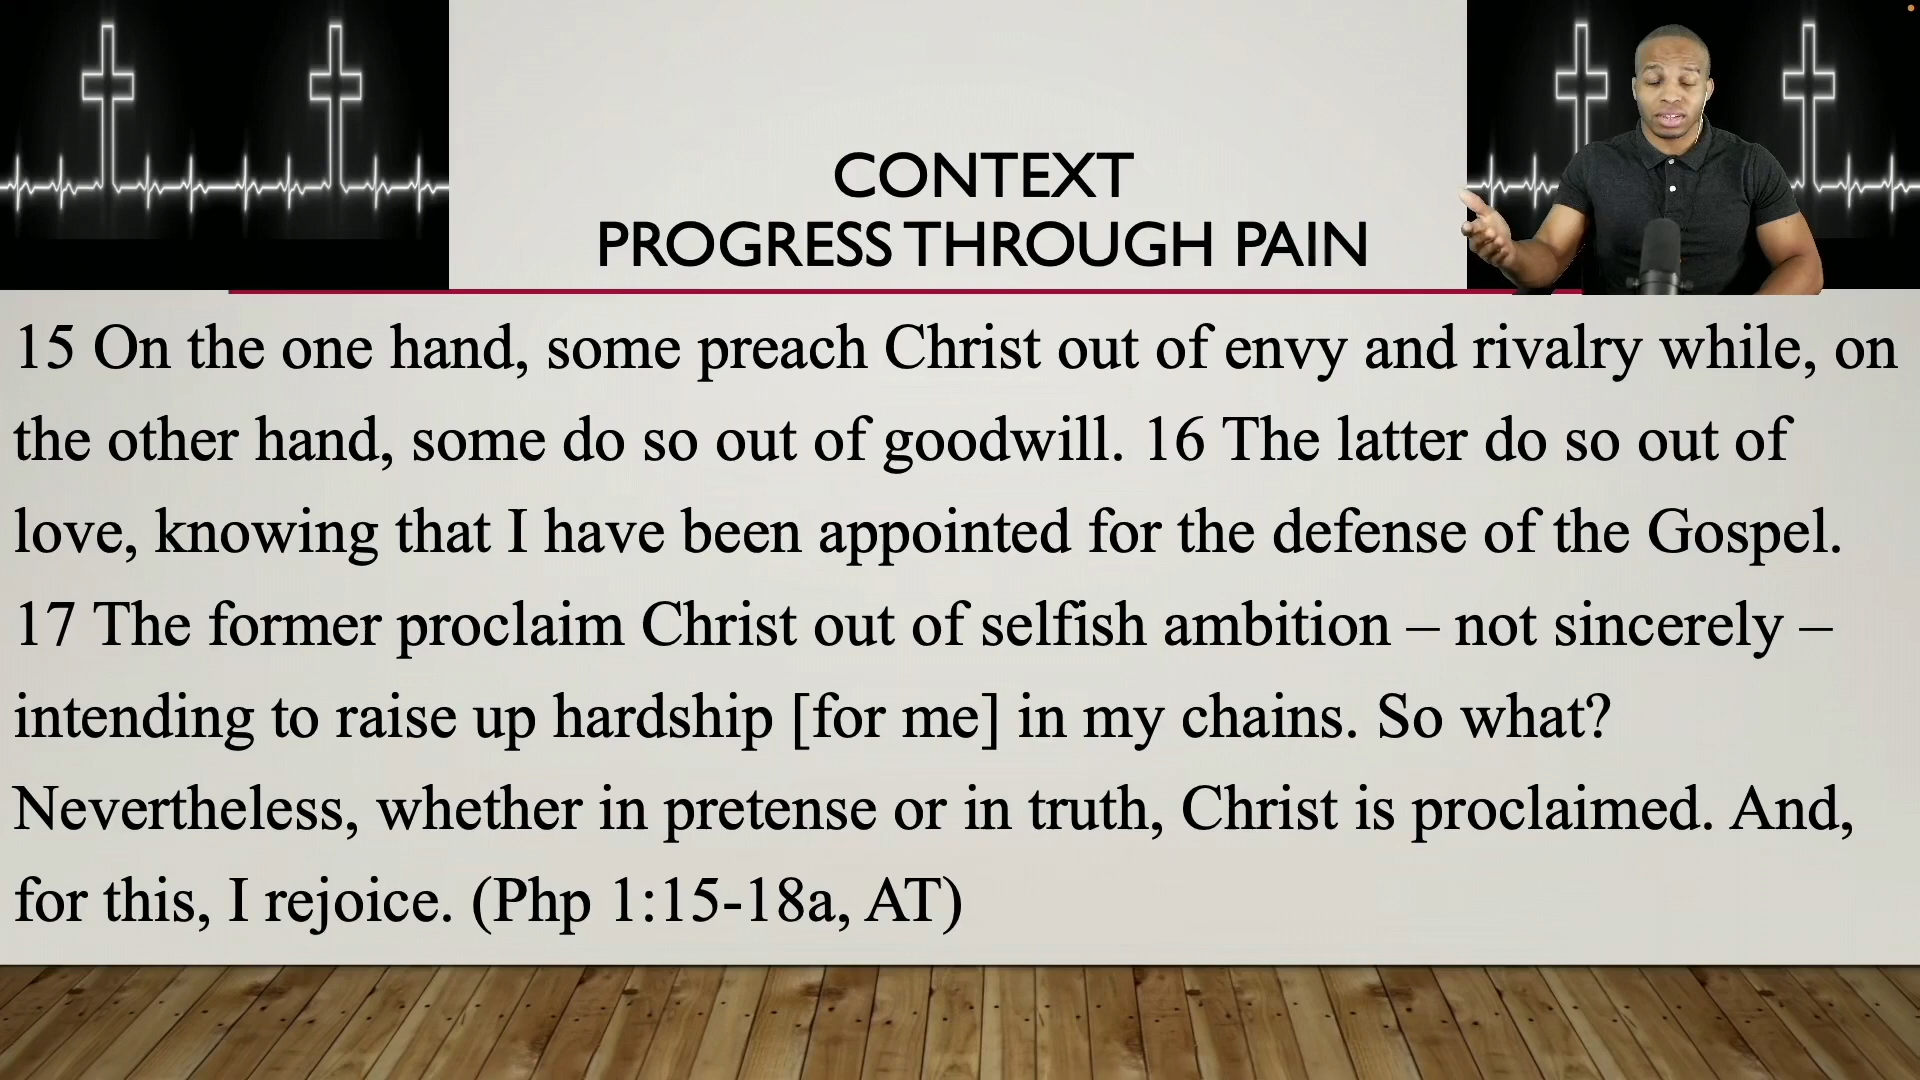 CONTEXT
PROGRESS THROUGH PAIN
15 On the one hand, some preach Christ out of envy and rivalry while, on
the other hand, some do so out of goodwill. 16 The latter do so out of
love, knowing that I have been appointed for the defense of the Gospel.
17 The former proclaim Christ out of selfish ambition – not sincerely –
intending to raise up hardship [for me] in my chains. So what?
Nevertheless, whether in pretense or in truth, Christ is proclaimed. And,
for this, I rejoice. (Php 1:15-18a, AT)